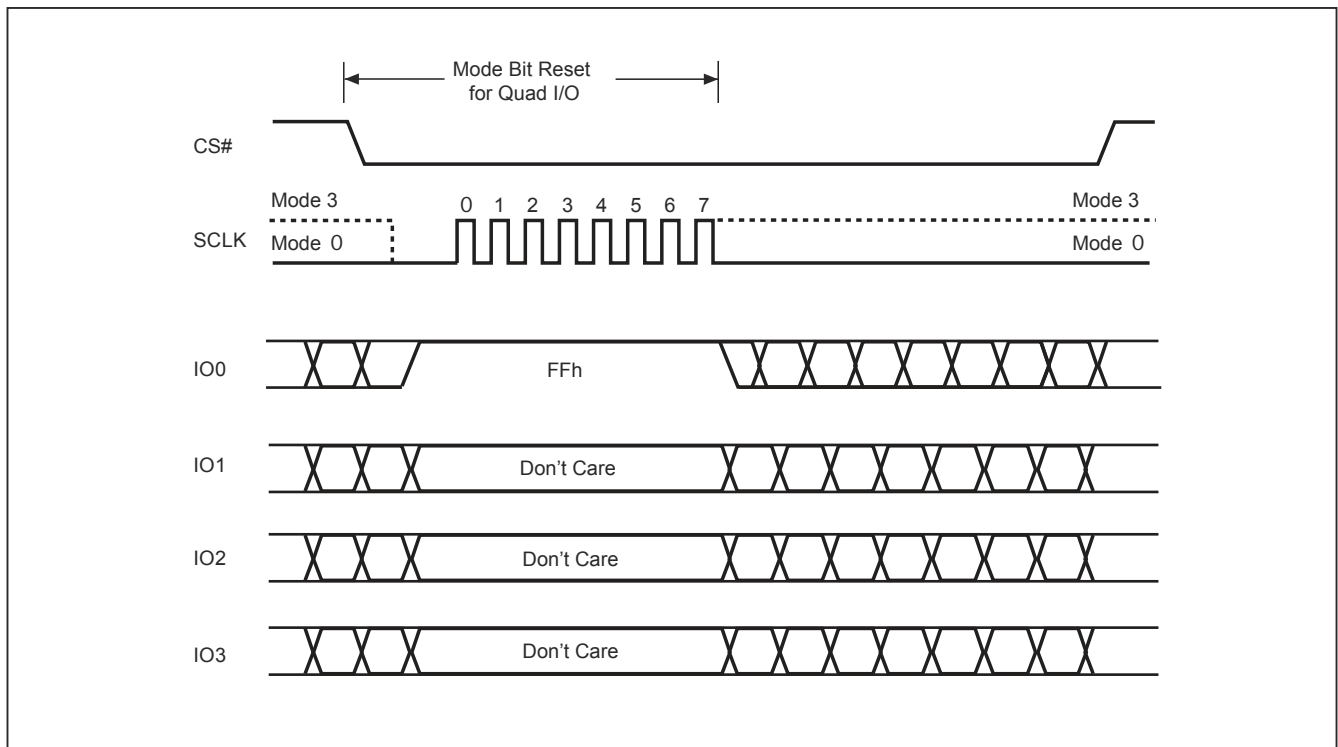 Mode Bit Reset
for Quad I/O
CS#
Mode 3
0 1 2 3 4 5 6 7
Mode 3
SCLK
Mode 0
Mode 0
IO0
FFh
IO1
Don't Care
IO2
Don't Care
IO3
Don't Care